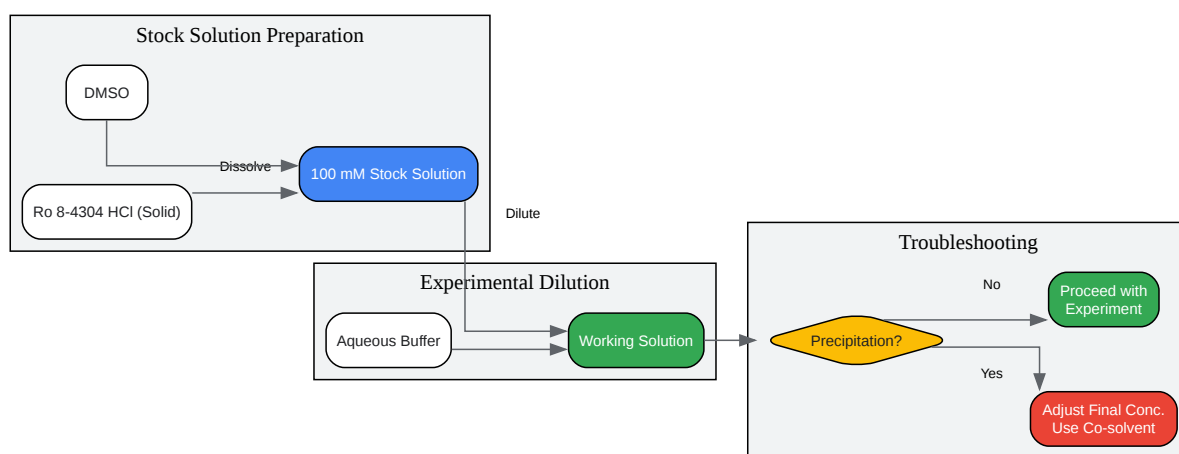 Stock Solution Preparation
DMSO
Dissolve
100 mM Stock Solution
Ro 8-4304 HCl (Solid)
Dilute
Experimental Dilution
Aqueous Buffer
Working Solution
Troubleshooting
No
Proceed with
Experiment
Precipitation?
Yes
Adjust Final Conc.
Use Co-solvent